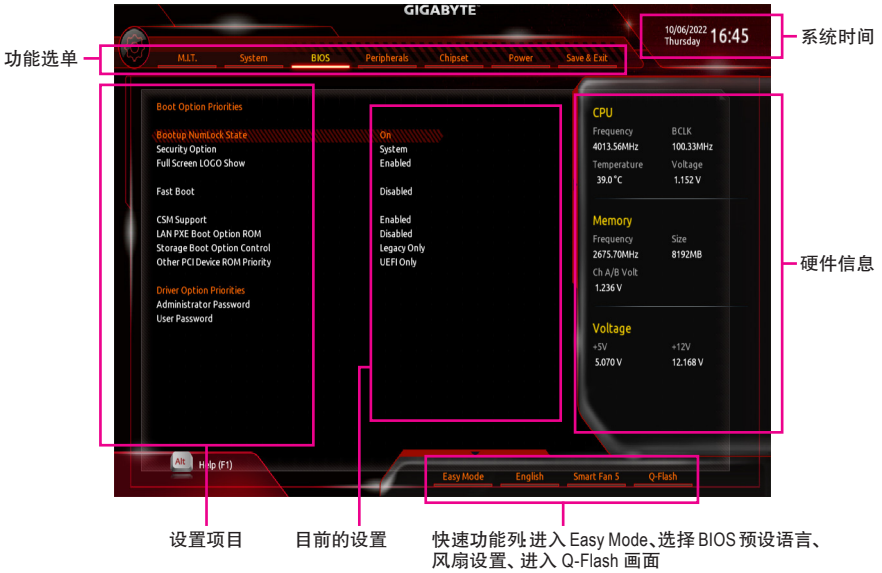 GIGABYTE
10/06/2022
Thursday
16:45
系统时间
功能选单
M.I.T. System BIOS Peripherals Chipset Power Save & Exit
Boot Option Priorities
Bootup NumLock State On
Security Option System
Full Screen LOGO Show Enabled
Fast Boot Disabled
CSM Support Enabled
LAN PXE Boot Option ROM Disabled
Storage Boot Option Control Legacy Only
Other PCI Device ROM Priority UEFI Only
Driver Option Priorities
Administrator Password
User Password
CPU
Frequency BCLK
4013.56MHz 100.33MHz
Temperature Voltage
39.0 °C 1.152 V
Memory
Frequency Size
2675.70MHz 8192MB
Ch A/B Volt
1.236 V
Voltage
+5V +12V
5.070 V 12.168 V
硬件信息
Alt Help (F1)
Easy Mode English Smart Fan 5 Q-Flash
设置项目
目前的设置
快速功能列:进入 Easy Mode、选择 BIOS 预设语言、
风扇设置、进入 Q-Flash 画面